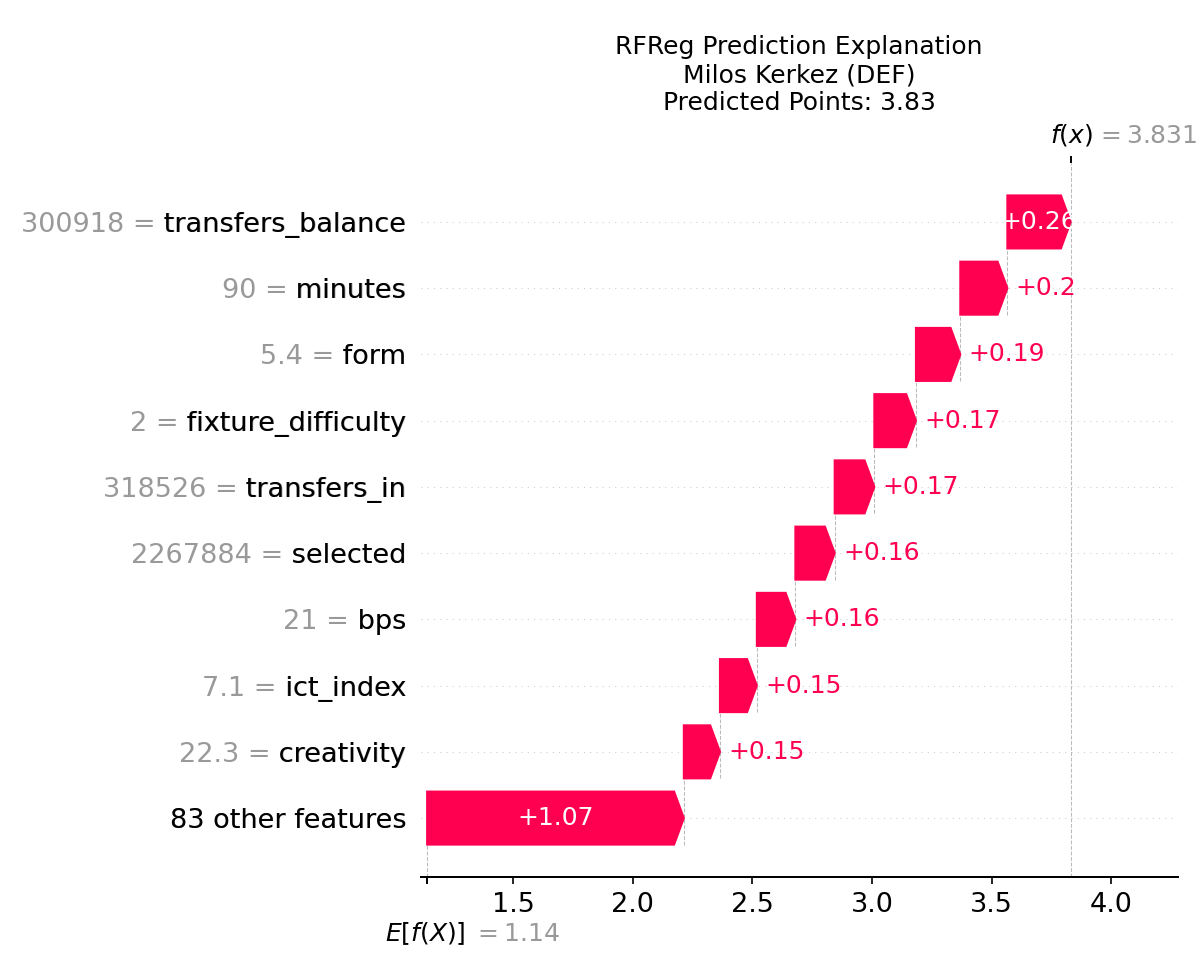 RFReg Prediction Explanation
Milos Kerkez (DEF)
Predicted Points: 3.83
f(x) = 3.831
300918 = transfers_balance +0.26
90 = minutes +0.2
5.4 = form +0.19
2 = fixture_difficulty +0.17
318526 = transfers_in +0.17
2267884 = selected +0.16
21 = bps +0.16
7.1 = ict_index +0.15
22.3 = creativity +0.15
83 other features +1.07
1.5 2.0 2.5 3.0 3.5 4.0
E[f(X)] = 1.14